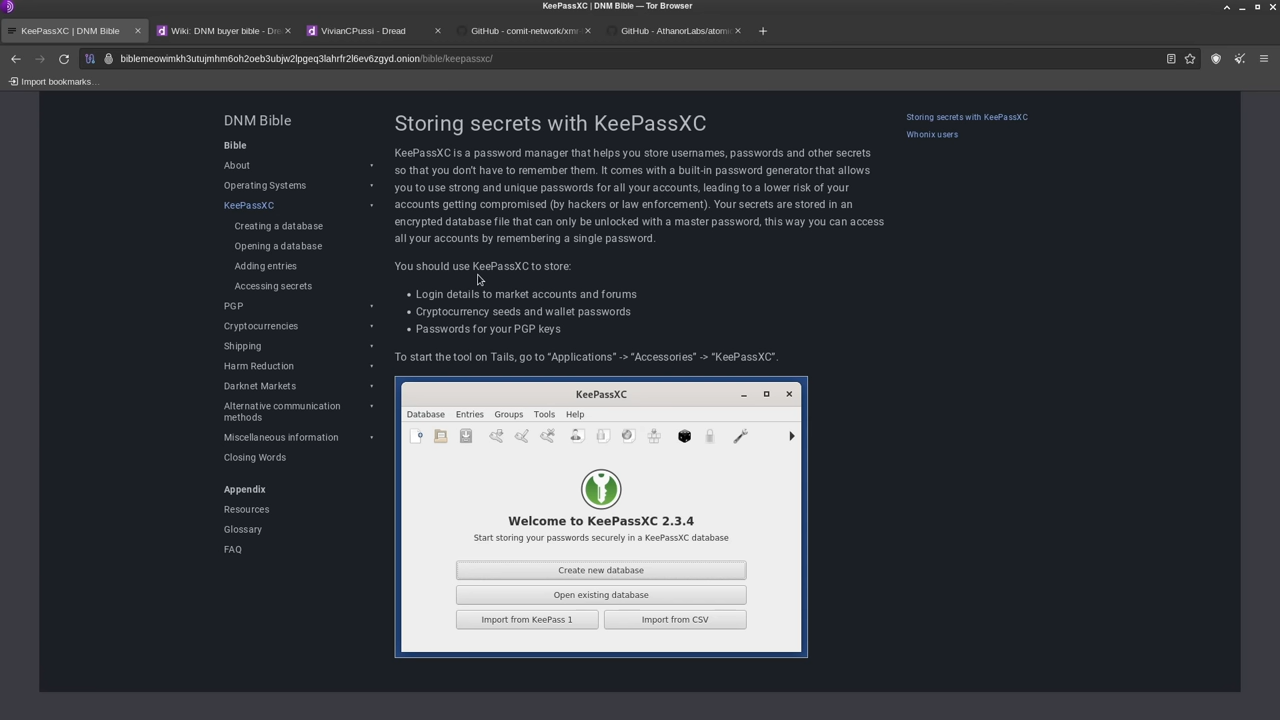 KeePassXC | DNM Bible — Tor Browser
KeePassXC | DNM Bible
Wiki: DNM buyer bible - Dre
VivianCPussi - Dread
GitHub - comit-network/xm
GitHub - AthanorLabs/atomi
biblemeowimkh3utujmhm6oh2oeb3ubjw2lpgeq3lahrfr2l6ev6zgyd.onion/bible/keepassxc/
Import bookmarks…
DNM Bible
Bible
About
Operating Systems
KeePassXC
Creating a database
Opening a database
Adding entries
Accessing secrets
PGP
Cryptocurrencies
Shipping
Harm Reduction
Darknet Markets
Alternative communication
methods
Miscellaneous information
Closing Words
Appendix
Resources
Glossary
FAQ
Storing secrets with KeePassXC
KeePassXC is a password manager that helps you store usernames, passwords and other secrets
so that you don't have to remember them. It comes with a built-in password generator that allows
you to use strong and unique passwords for all your accounts, leading to a lower risk of your
accounts getting compromised (by hackers or law enforcement). Your secrets are stored in an
encrypted database file that can only be unlocked with a master password, this way you can access
all your accounts by remembering a single password.
You should use KeePassXC to store:
• Login details to market accounts and forums
• Cryptocurrency seeds and wallet passwords
• Passwords for your PGP keys
To start the tool on Tails, go to “Applications” -> “Accessories” -> “KeePassXC”.
KeePassXC
Database Entries Groups Tools Help
Welcome to KeePassXC 2.3.4
Start storing your passwords securely in a KeePassXC database
Create new database
Open existing database
Import from KeePass 1
Import from CSV
Storing secrets with KeePassXC
Whonix users